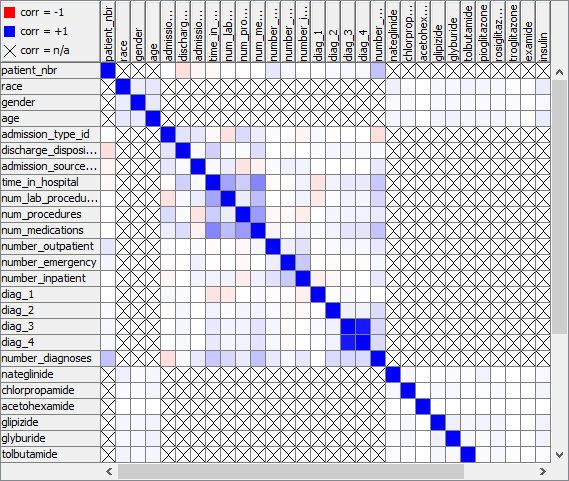 corr = -1
corr = +1
corr = n/a
patient_nbr
race
gender
age
admissio...
discharg...
admissio...
time_in_...
num_lab...
num_pro...
num_me...
number_...
number_...
number_i...
diag_1
diag_2
diag_3
diag_4
number_...
nateglinide
chlorprop...
acetohex...
glipizide
glyburide
tolbutamide
pioglitazone
rosiglitaz...
troglitazone
examide
insulin
patient_nbr
race
gender
age
admission_type_id
discharge_disposi...
admission_source...
time_in_hospital
num_lab_procedu...
num_procedures
num_medications
number_outpatient
number_emergency
number_inpatient
diag_1
diag_2
diag_3
diag_4
number_diagnoses
nateglinide
chlorpropamide
acetohexamide
glipizide
glyburide
tolbutamide